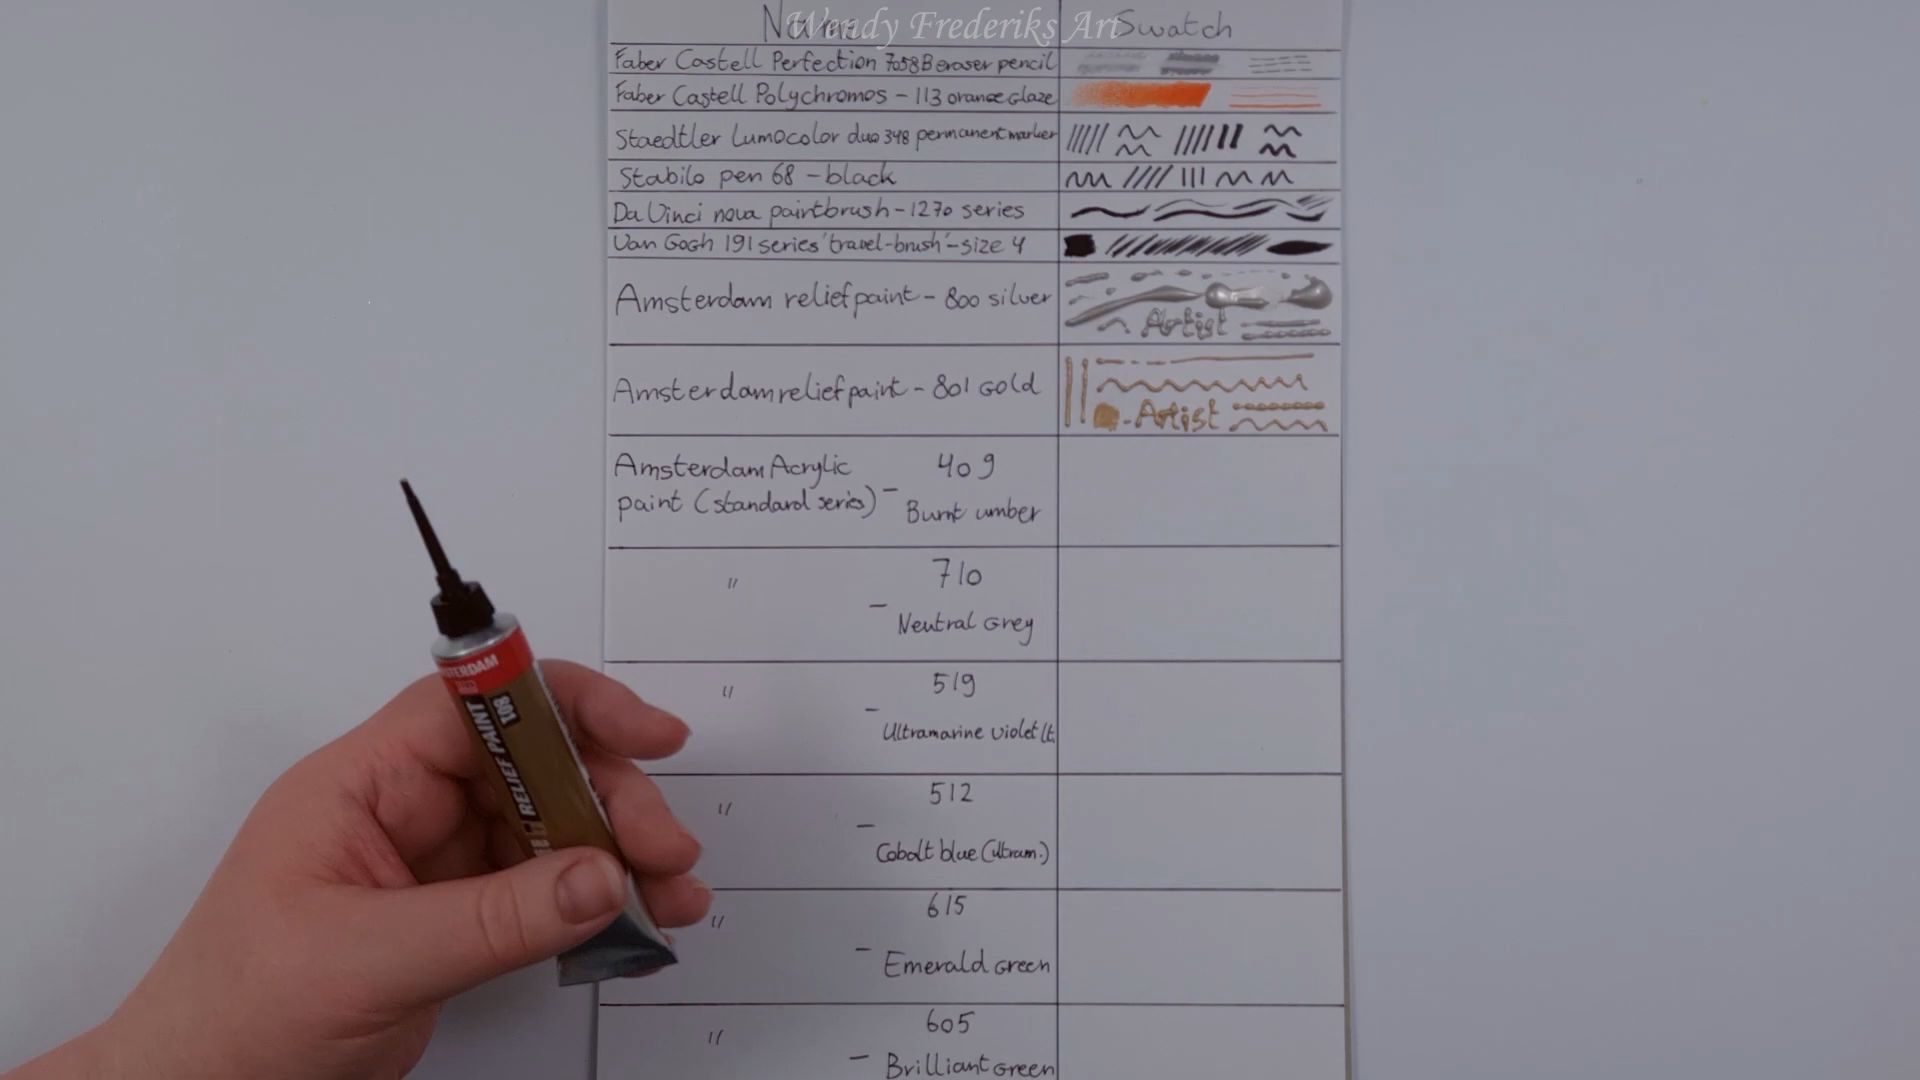 Name Swatch
Wendy Frederiks Art
Faber Castell Perfection 7058B eraser pencil
Faber Castell Polychromos - 113 orange Glaze
Staedtler Lumocolor duo 348 permanent marker
Stabilo pen 68 - black
Da Vinci nova paintbrush - 1270 series
Van Gogh 191 series 'travel-brush' - size 4
Amsterdam relief paint - 800 silver
Artist
Amsterdam relief paint - 801 Gold
Artist
Amsterdam Acrylic
paint (standard series) -
409
Burnt umber
" - 710
Neutral Grey
" - 519
Ultramarine violet lt.
" - 512
Cobalt blue (ultram.)
" - 615
Emerald Green
" - 605
Brilliant Green
STERDAM
RELIEF PAINT
801